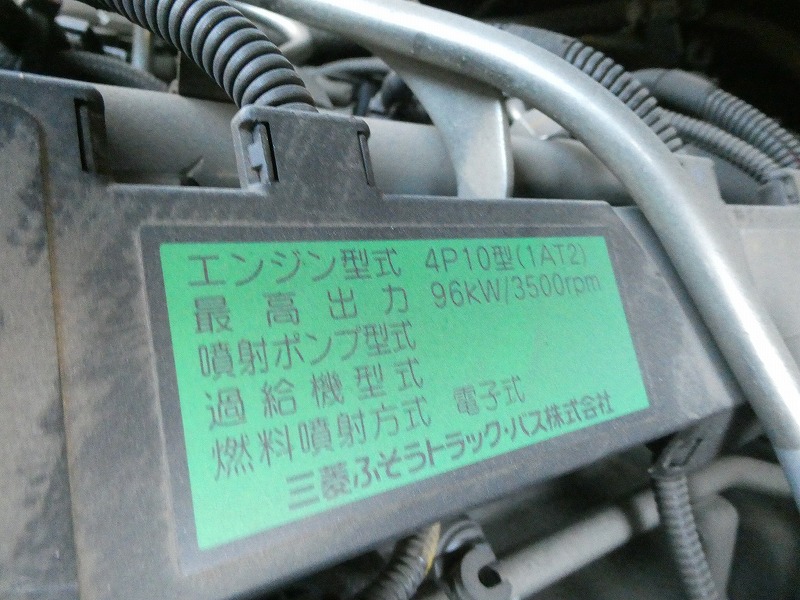 エンジン型式 4P10型(1AT2)
最高出力 96kW/3500rpm
噴射ポンプ型式
過給機型式
燃料噴射方式 電子式
三菱ふそうトラック・バス株式会社